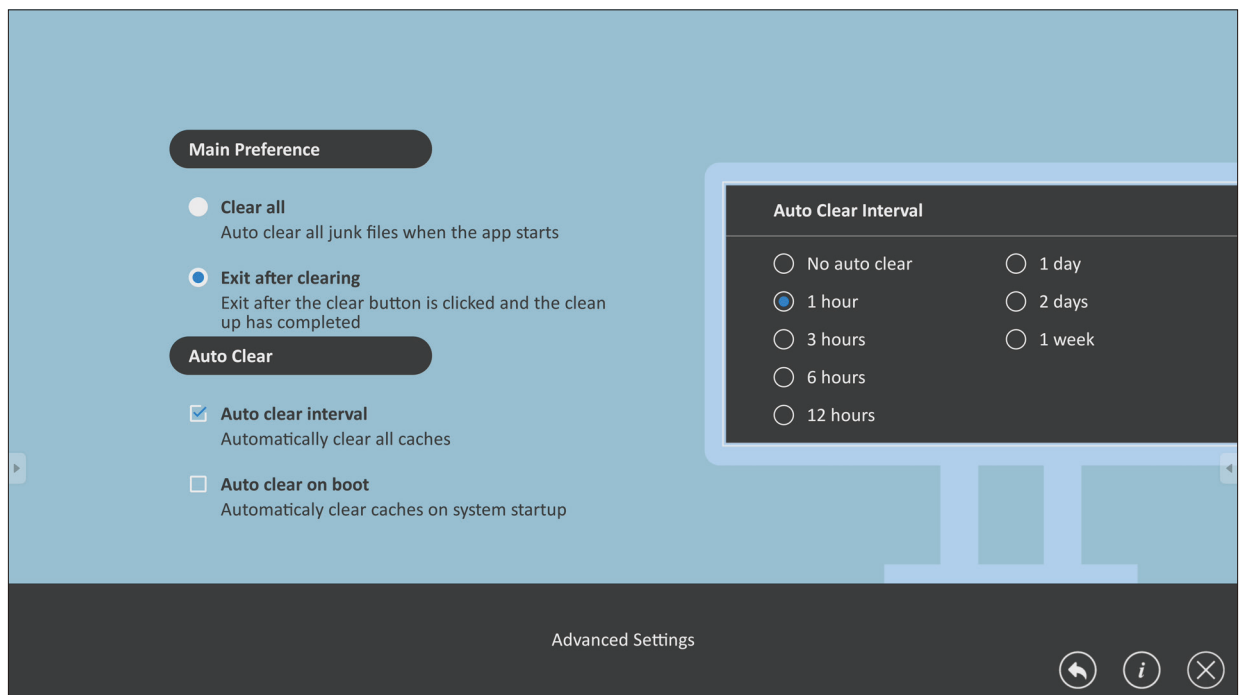 Main Preference
Clear all
Auto clear all junk files when the app starts
Exit after clearing
Exit after the clear button is clicked and the clean
up has completed
Auto Clear
Auto clear interval
Automatically clear all caches
Auto clear on boot
Automaticaly clear caches on system startup
Auto Clear Interval
No auto clear
1 hour
3 hours
6 hours
12 hours
1 day
2 days
1 week
Advanced Settings
i